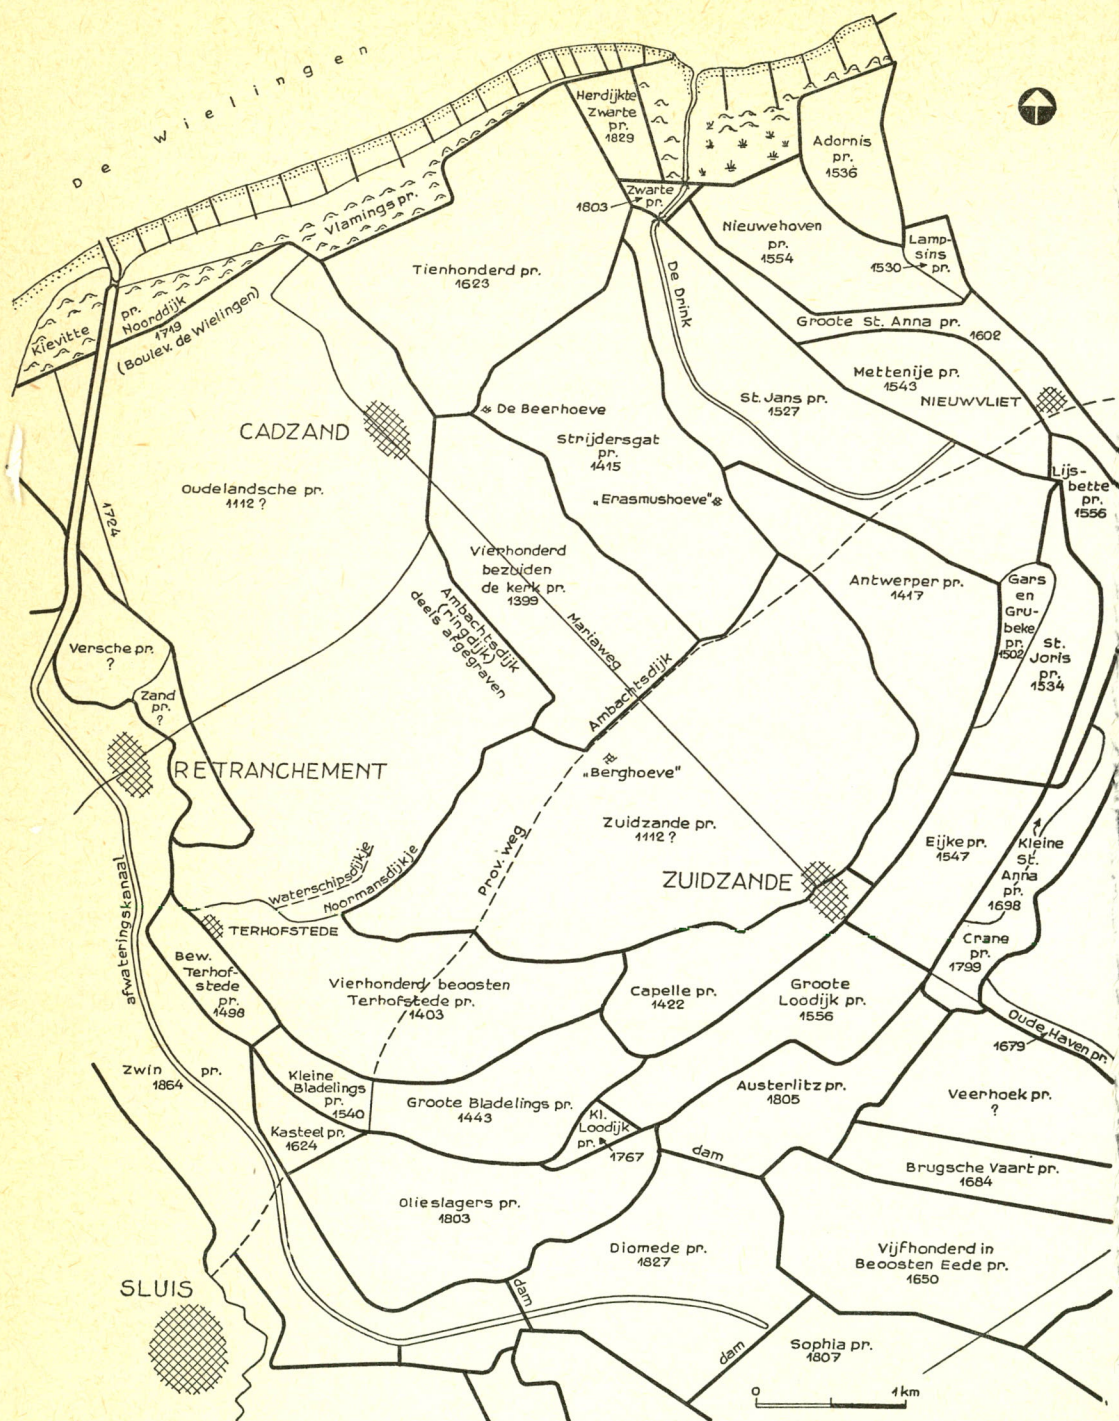 De Wielingen
Herdijkte
Zwarte
pr.
1829
Adornis
pr.
1536
Zwarte
pr.
1803
Vlamings pr.
Nieuwehoven
pr.
1554
Lamp-
sins
pr.
1530
Tienhonderd pr.
1623
De Drink
Kievitte pr.
Noorddijk
1719
(Boulev. de Wielingen)
Groote St. Anna pr.
1602
Mettenije pr.
1543
NIEUWVLIET
St. Jans pr.
1527
De Beerhoeve
CADZAND
Strijdersgat
pr.
1415
„Erasmushoeve"
Lijs-
bette
pr.
1556
Oudelandsche pr.
1112 ?
1724
Vierhonderd
bezuiden
de kerk pr.
1399
Antwerper pr.
1417
Gars
en
Gru-
beke
pr.
1502
St.
Joris
pr.
1534
Ambachtsdijk
(ringdijk)
deels afgegraven
Mariaweg
Ambachtsdijk
Versche pr.
?
Zand
pr.
?
RETRANCHEMENT
„Berghoeve"
Zuidzande pr.
1112 ?
Prov. weg
Eijke pr.
1547
Kleine
St.
Anna
pr.
1698
ZUIDZANDE
Waterschipsdijkje
Noormansdijkje
TERHOFSTEDE
Crane
pr.
1799
afwateringskanaal
Bew.
Terhof-
stede
pr.
1498
Vierhonderd beoosten
Terhofstede pr.
1403
Capelle pr.
1422
Groote
Loodijk pr.
1556
Oude Haven pr.
1679
Zwin pr.
1864
Kleine
Bladelings
pr.
1540
Groote Bladelings pr.
1443
Austerlitz pr.
1805
Veerhoek pr.
?
Kasteel pr.
1624
Kl.
Loodijk
pr.
1767
dam
Brugsche Vaart pr.
1684
Olieslagers pr.
1803
Diomede pr.
1827
Vijfhonderd in
Beoosten Eede pr.
1650
SLUIS
dam
dam
Sophia pr.
1807
0 1 km